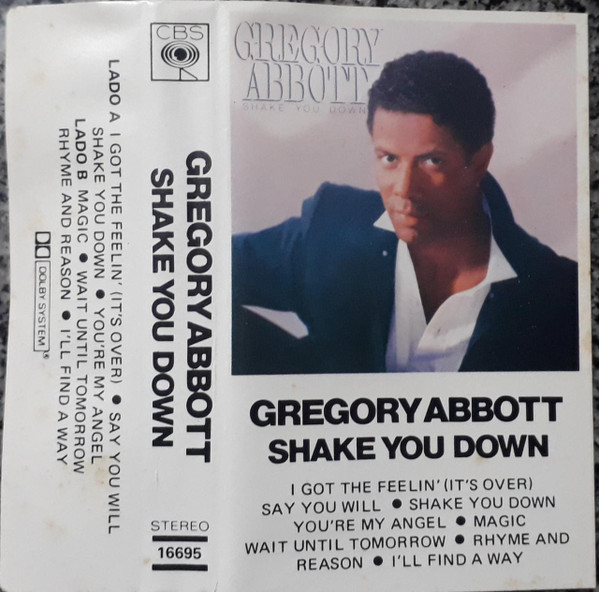 LADO A I GOT THE FEELIN' (IT'S OVER) ● SAY YOU WILL
SHAKE YOU DOWN ● YOU'RE MY ANGEL
LADO B MAGIC ● WAIT UNTIL TOMORROW
RHYME AND REASON ● I'LL FIND A WAY
DOLBY SYSTEM®
CBS
GREGORY ABBOTT
SHAKE YOU DOWN
STEREO
16695
GREGORY
ABBOTT
SHAKE YOU DOWN
GREGORY ABBOTT
SHAKE YOU DOWN
I GOT THE FEELIN' (IT'S OVER)
SAY YOU WILL ● SHAKE YOU DOWN
YOU'RE MY ANGEL ● MAGIC
WAIT UNTIL TOMORROW ● RHYME AND
REASON ● I'LL FIND A WAY